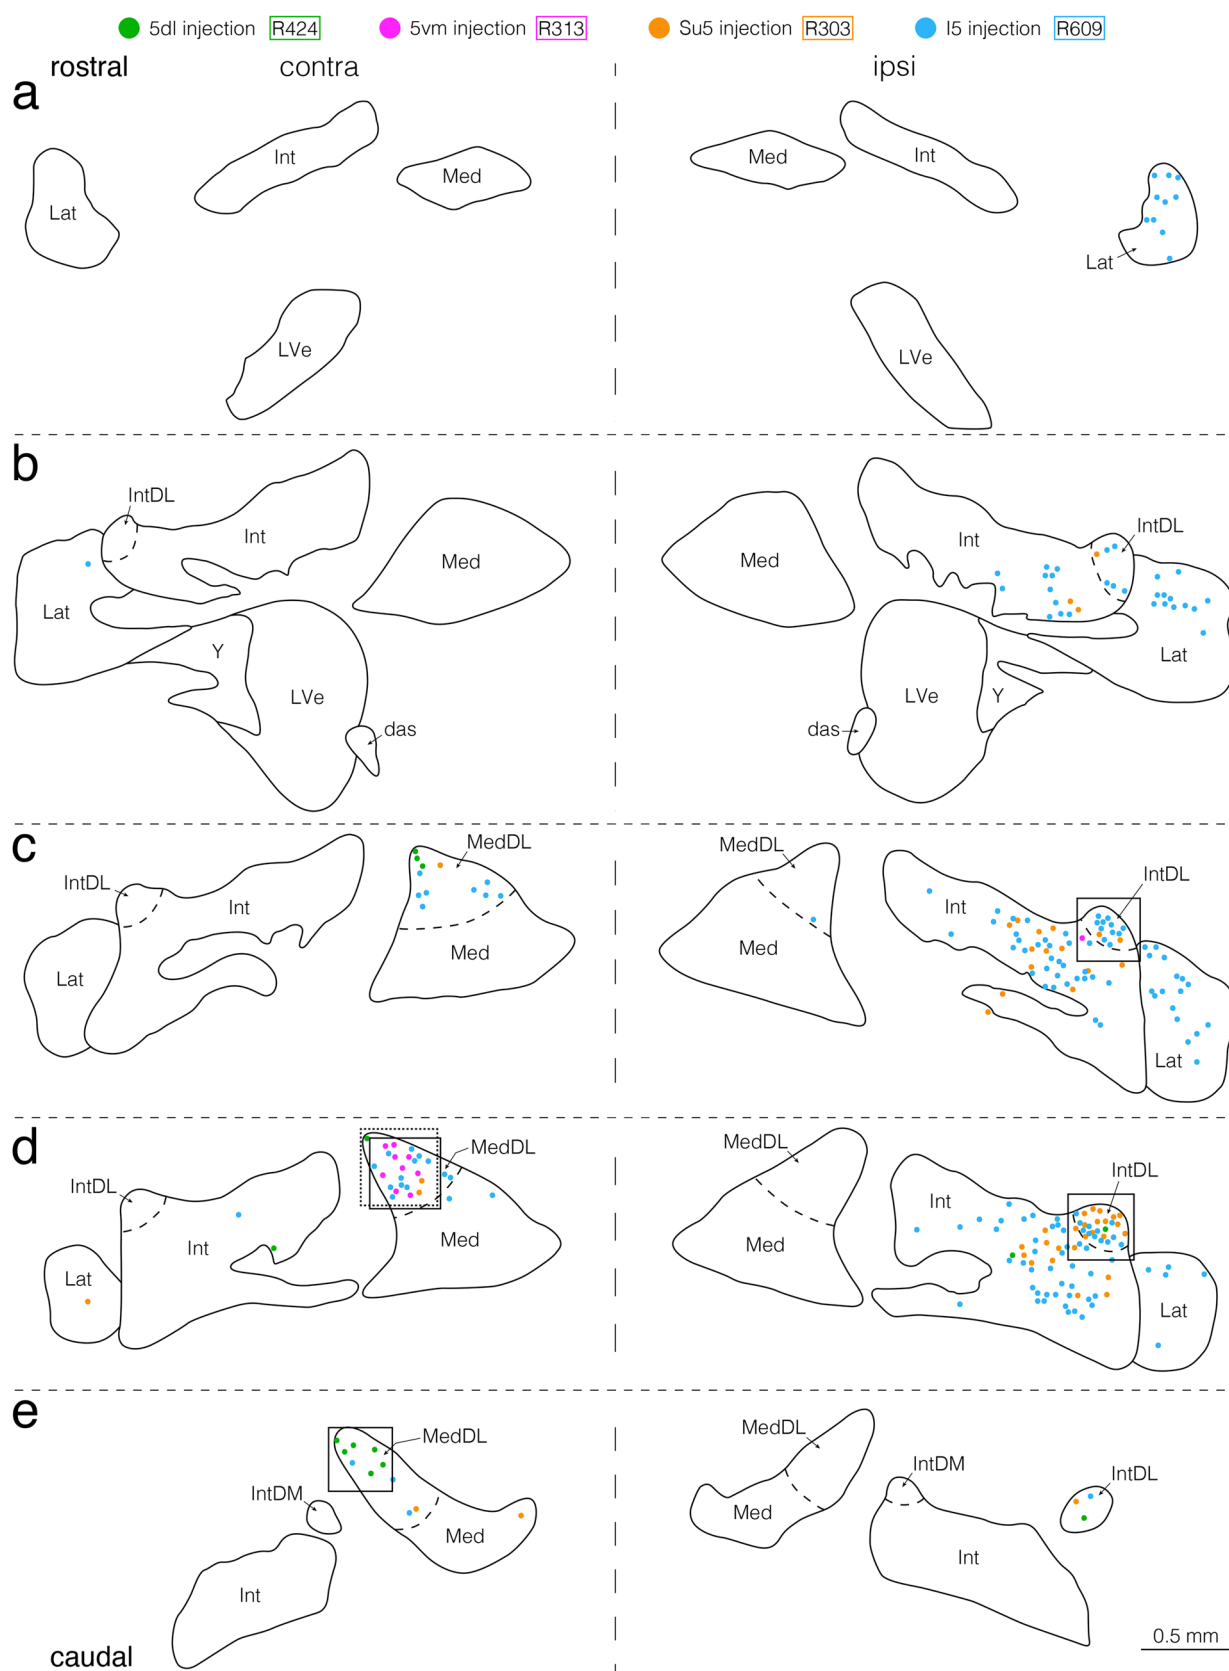 5dl injection R424 5vm injection R313 Su5 injection R303 I5 injection R609
rostral contra ipsi
a
Int Med Med Int
Lat
Lat
LVe LVe
b
IntDL IntDL
Int Int
Med Med
Lat Lat
Y LVe LVe Y
das das
c
MedDL MedDL
IntDL IntDL
Int Int
Med Med
Lat Lat
d
MedDL MedDL
IntDL IntDL
Int Int
Med Med
Lat Lat
e
MedDL MedDL
IntDM IntDM IntDL
Med Med
Int Int
caudal 0.5 mm